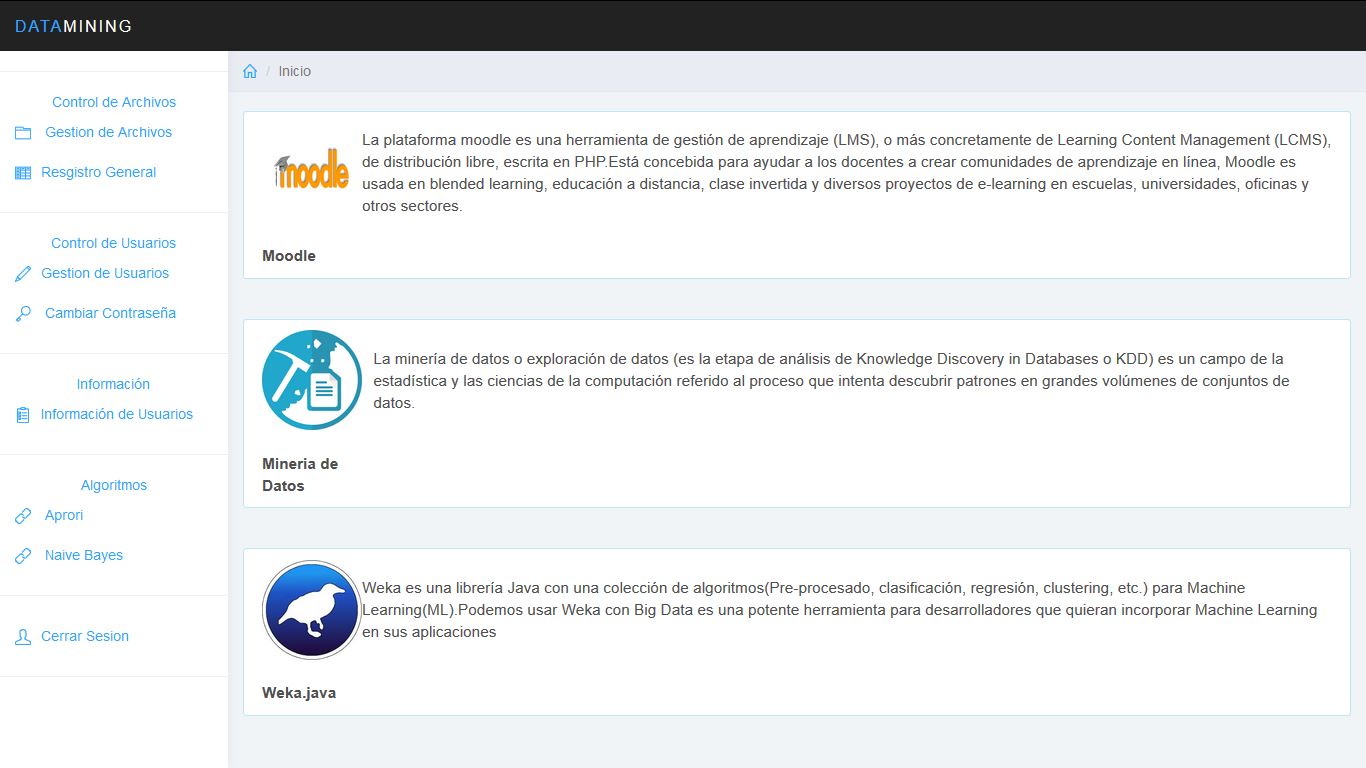 DATAMINING
/ Inicio
Control de Archivos
Gestion de Archivos
Resgistro General
Control de Usuarios
Gestion de Usuarios
Cambiar Contraseña
Información
Información de Usuarios
Algoritmos
Aprori
Naive Bayes
Cerrar Sesion
moodle
La plataforma moodle es una herramienta de gestión de aprendizaje (LMS), o más concretamente de Learning Content Management (LCMS),
de distribución libre, escrita en PHP.Está concebida para ayudar a los docentes a crear comunidades de aprendizaje en línea, Moodle es
usada en blended learning, educación a distancia, clase invertida y diversos proyectos de e-learning en escuelas, universidades, oficinas y
otros sectores.
Moodle
La minería de datos o exploración de datos (es la etapa de análisis de Knowledge Discovery in Databases o KDD) es un campo de la
estadística y las ciencias de la computación referido al proceso que intenta descubrir patrones en grandes volúmenes de conjuntos de
datos.
Mineria de
Datos
Weka es una librería Java con una colección de algoritmos(Pre-procesado, clasificación, regresión, clustering, etc.) para Machine
Learning(ML).Podemos usar Weka con Big Data es una potente herramienta para desarrolladores que quieran incorporar Machine Learning
en sus aplicaciones
Weka.java